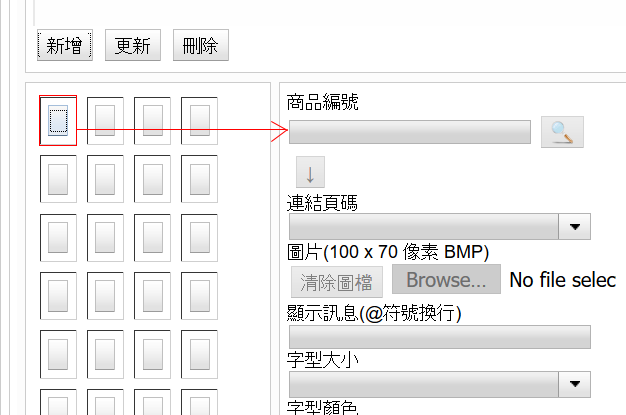 新增 更新 刪除
商品編號
↓
連結頁碼
圖片(100 x 70 像素 BMP)
清除圖檔 Browse... No file selec
顯示訊息(@符號換行)
字型大小
字型顏色